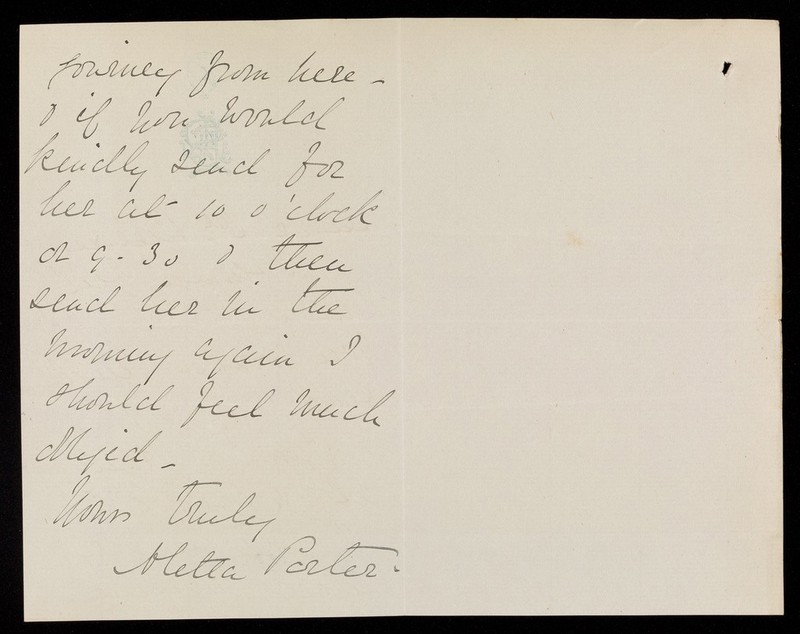 journey from here -
& if you would
kindly send for
her at 10 o'clock
or 9-30 & then
send her in the
morning again I
should feel much
obliged -
Yours truly
Aletta Porter.